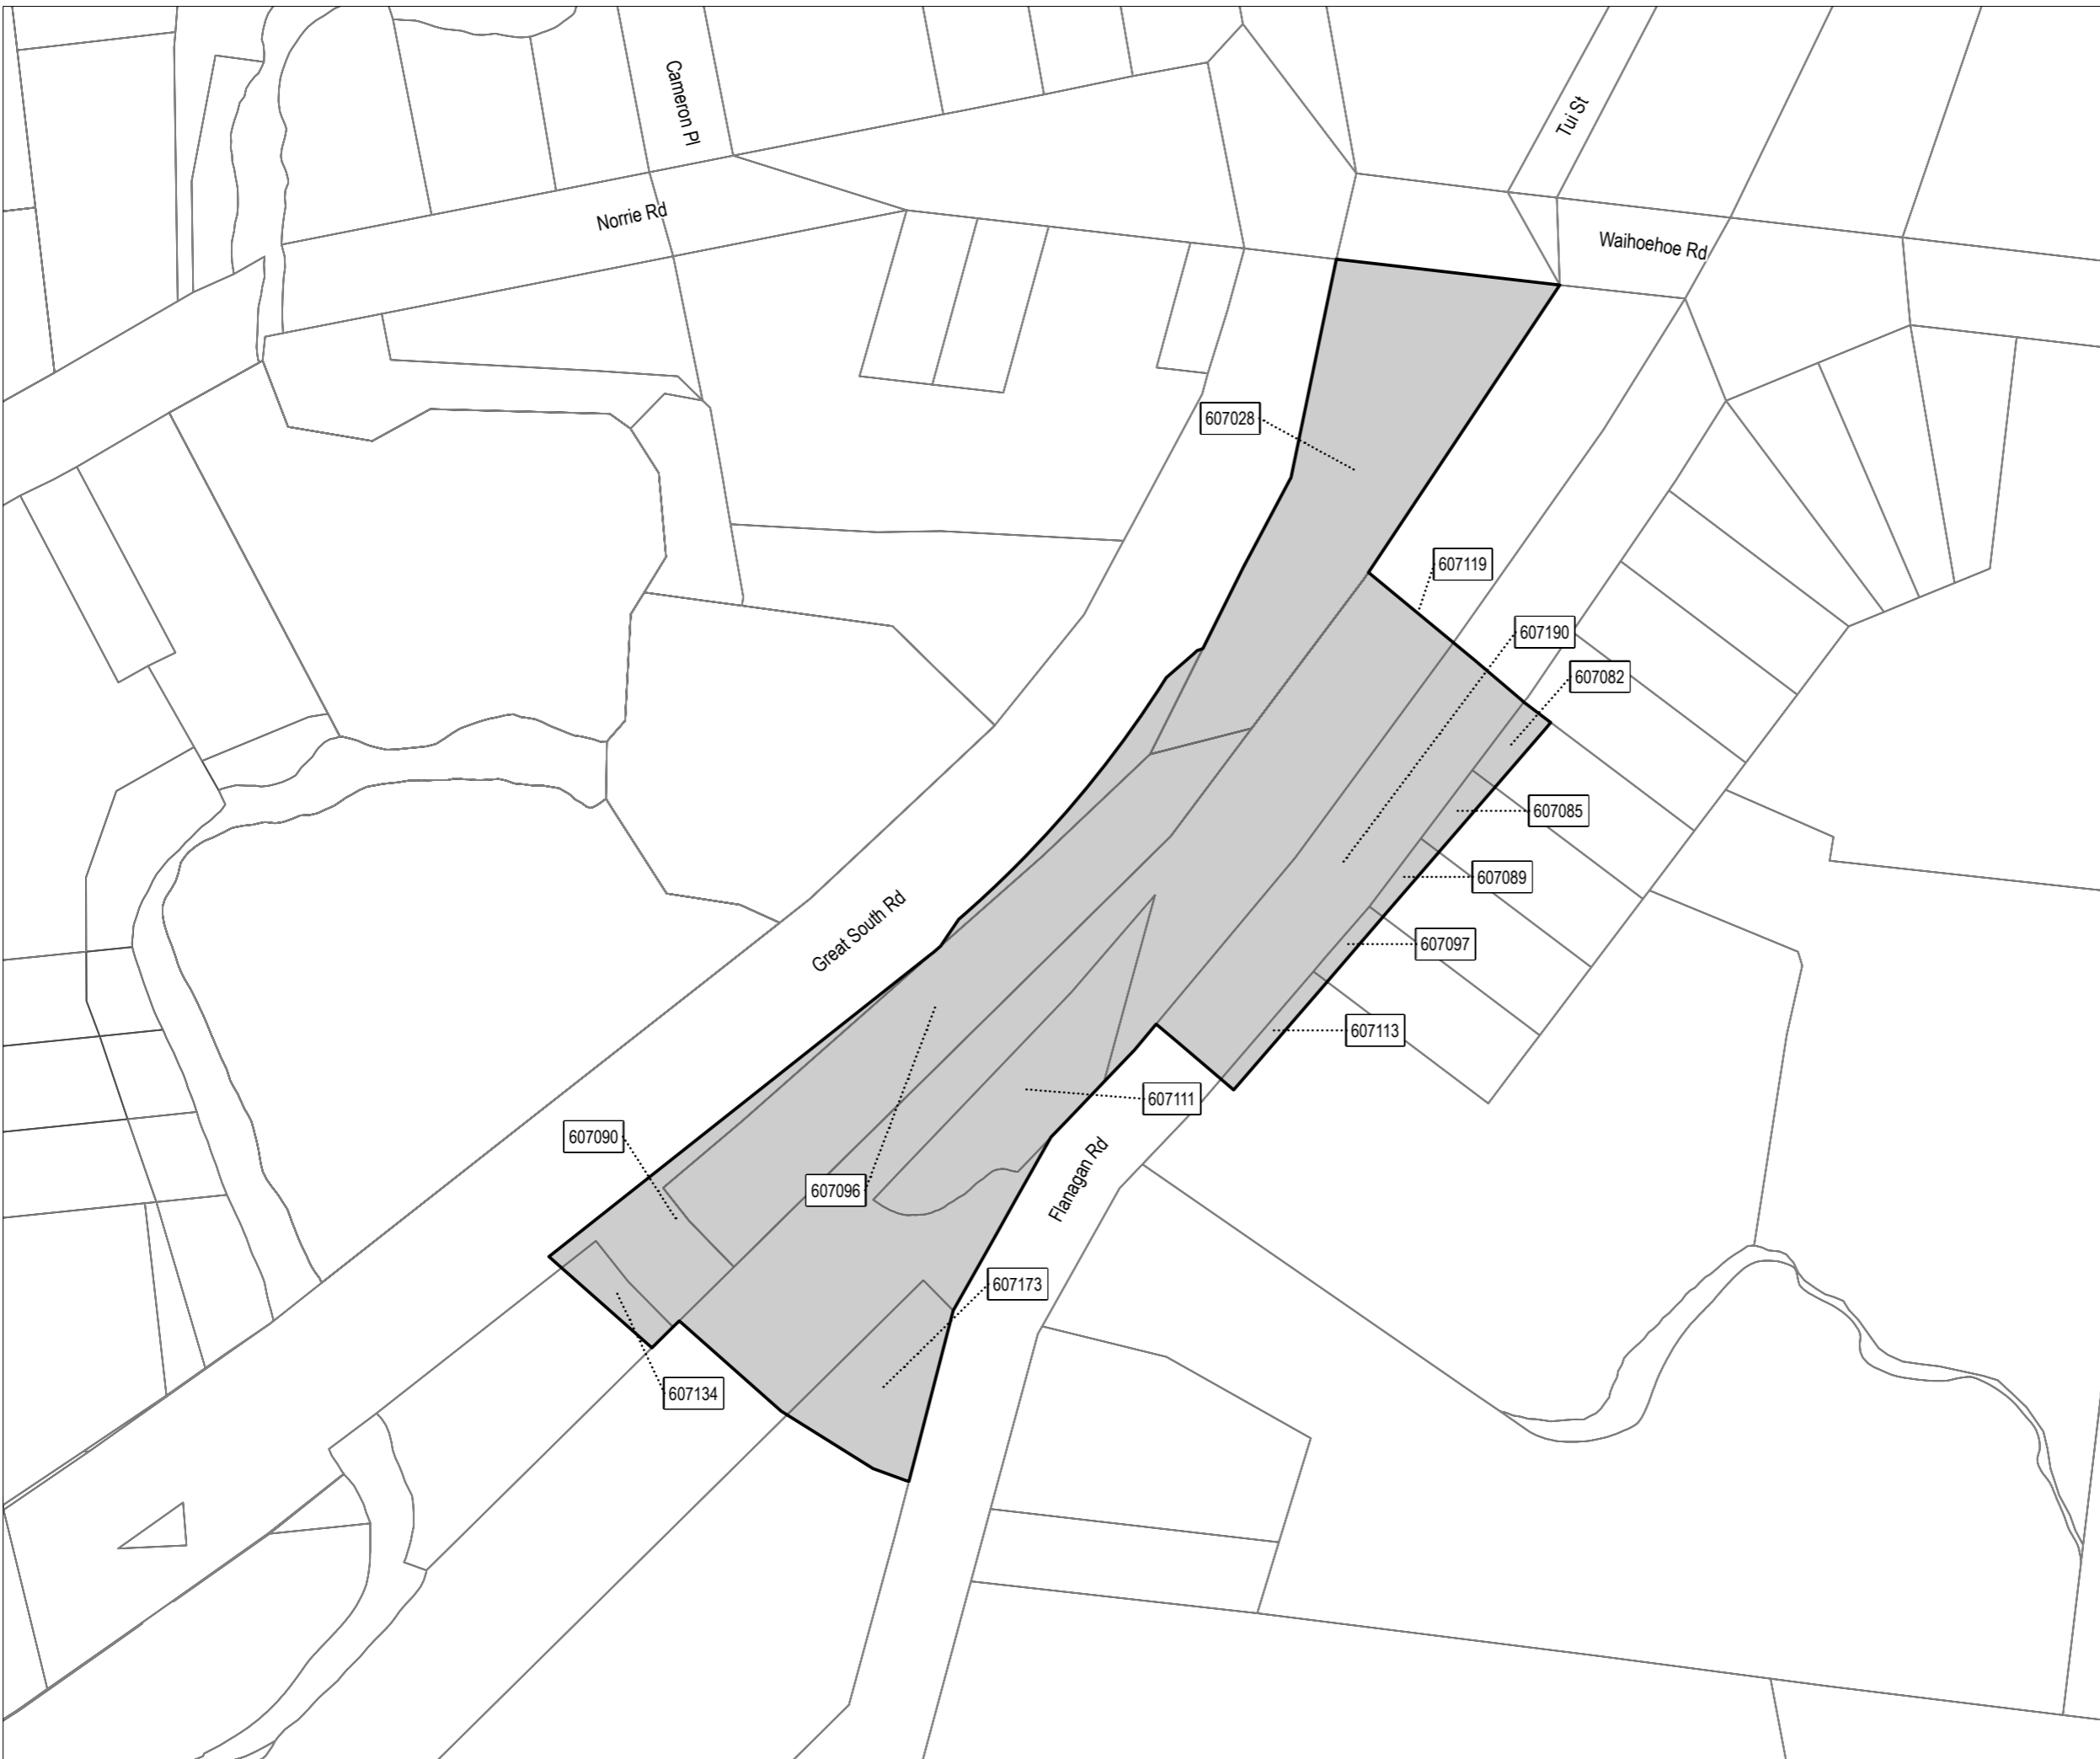 Cameron Pl
Tui St
Norrie Rd
Waihoehoe Rd
607028
607119
607190
607082
607085
607089
Great South Rd
607097
607113
607111
607090
Flanagan Rd
607096
607173
607134